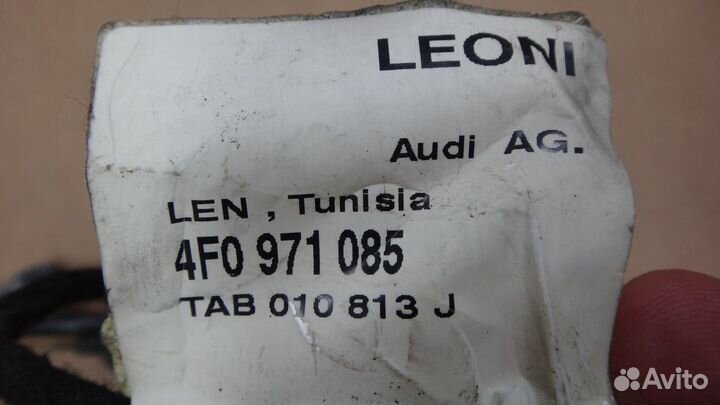 LEONI
Audi AG.
LEN , Tunisia
4F0 971 085
TAB 010 813 J
Avito